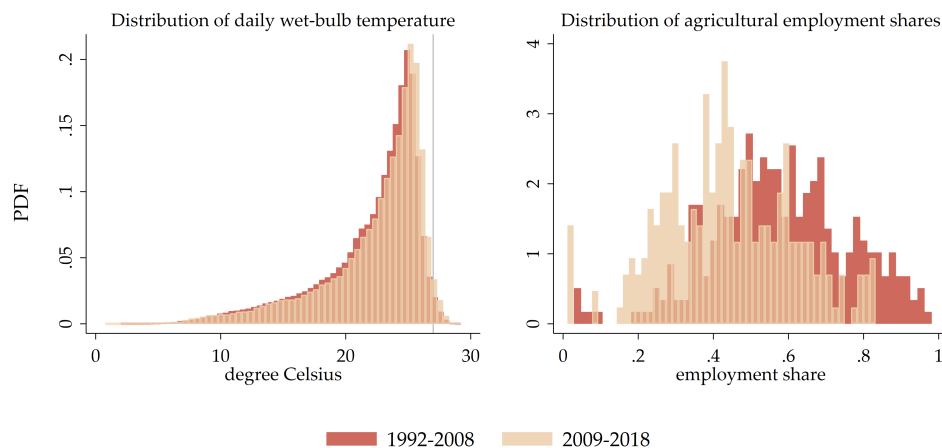 Distribution of daily wet-bulb temperature
PDF
.2
.15
.1
.05
0
0 10 20 30
degree Celsius
Distribution of agricultural employment shares
4
3
2
1
0
0 .2 .4 .6 .8 1
employment share
1992-2008 2009-2018